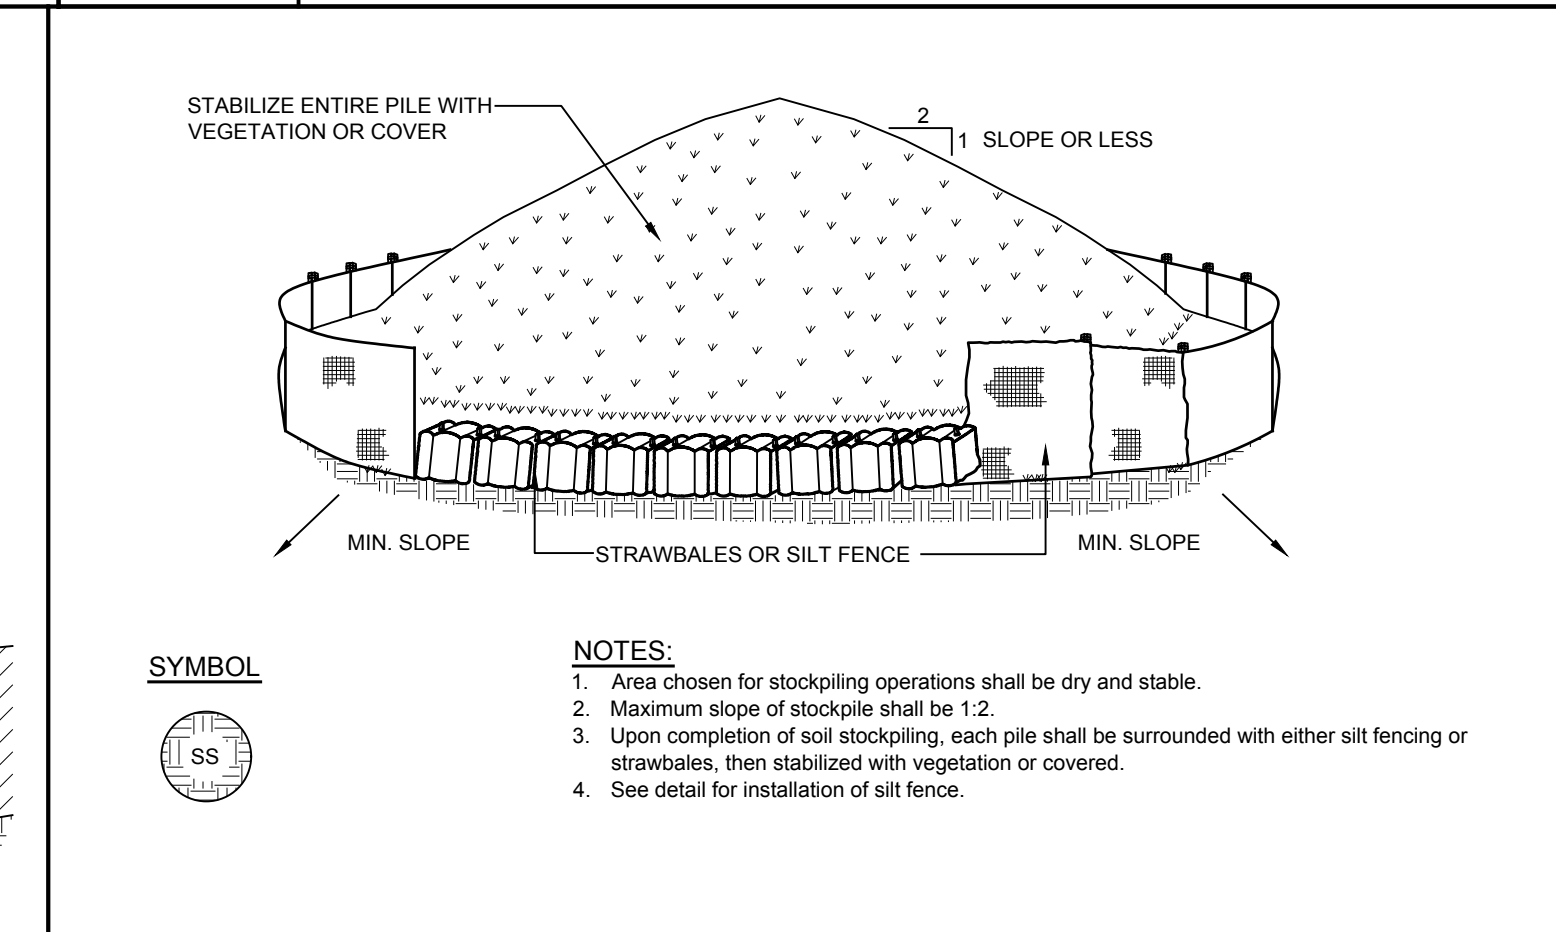 STABILIZE ENTIRE PILE WITH
VEGETATION OR COVER
2
1 SLOPE OR LESS
MIN. SLOPE
STRAWBALES OR SILT FENCE
MIN. SLOPE
SYMBOL
SS
NOTES:
1. Area chosen for stockpiling operations shall be dry and stable.
2. Maximum slope of stockpile shall be 1:2.
3. Upon completion of soil stockpiling, each pile shall be surrounded with either silt fencing or
strawbales, then stabilized with vegetation or covered.
4. See detail for installation of silt fence.